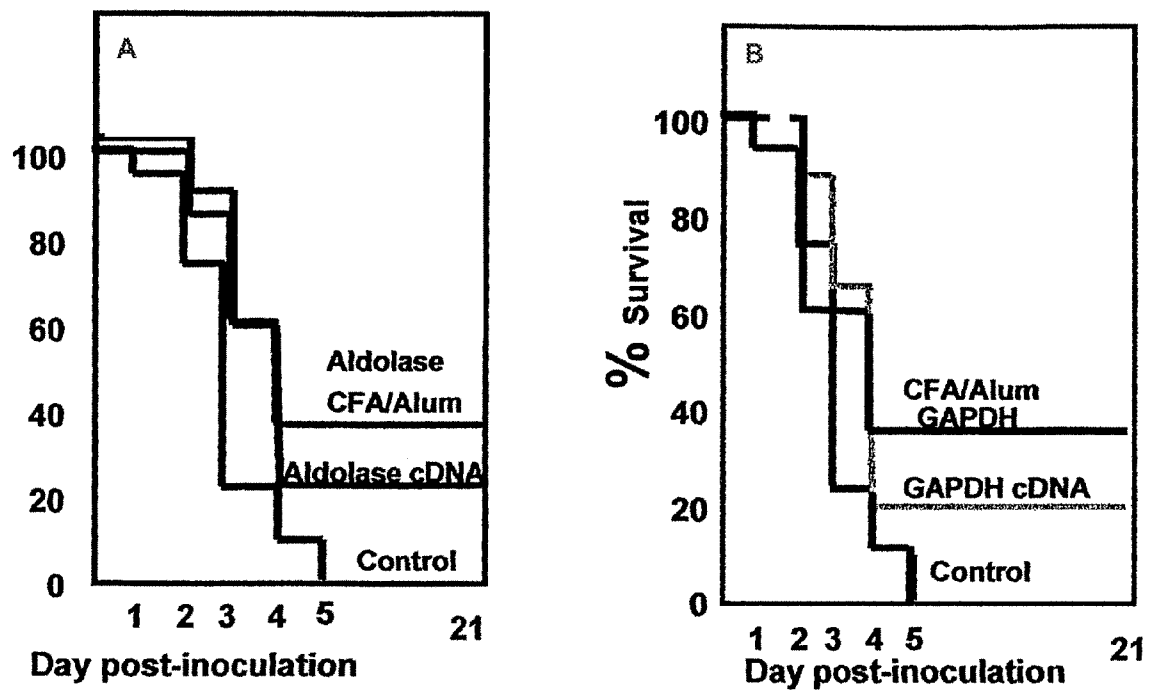 A
100
80
60
40
20
0
Aldolase
CFA/Alum
Aldolase cDNA
Control
1 2 3 4 5 21
Day post-inoculation
B
% Survival
100
80
60
40
20
0
CFA/Alum
GAPDH
GAPDH cDNA
Control
1 2 3 4 5 21
Day post-inoculation